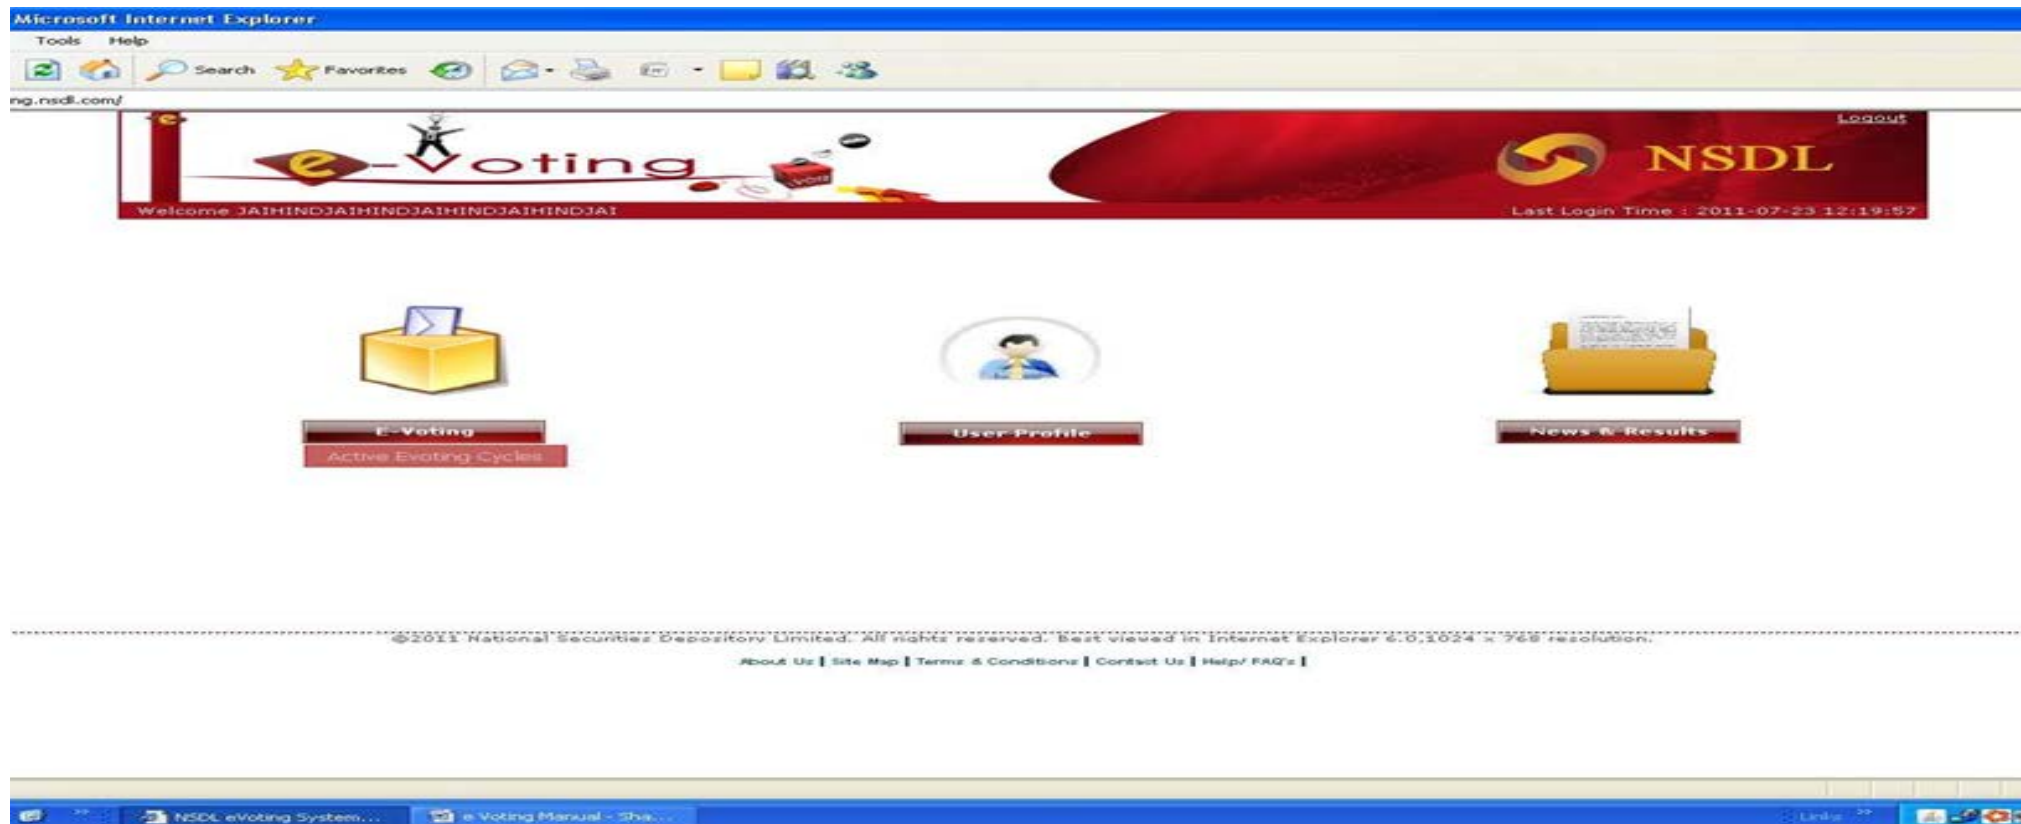 Microsoft Internet Explorer
Tools Help
Search Favorites
ng.nsdl.com/
e
Logout
e-Voting
VOTE
NSDL
Welcome JAIHINDJAIHINDJAIHINDJAIHINDJAI
Last Login Time : 2011-07-23 12:19:57
E-Voting
User Profile
News & Results
Active Evoting Cycles
©2011 National Securities Depository Limited. All rights reserved. Best viewed in Internet Explorer 6.0,1024 x 768 resolution.
About Us | Site Map | Terms & Conditions | Contact Us | Help/ FAQ's |
NSDL eVoting System...
e Voting Manual - Sha...
Links